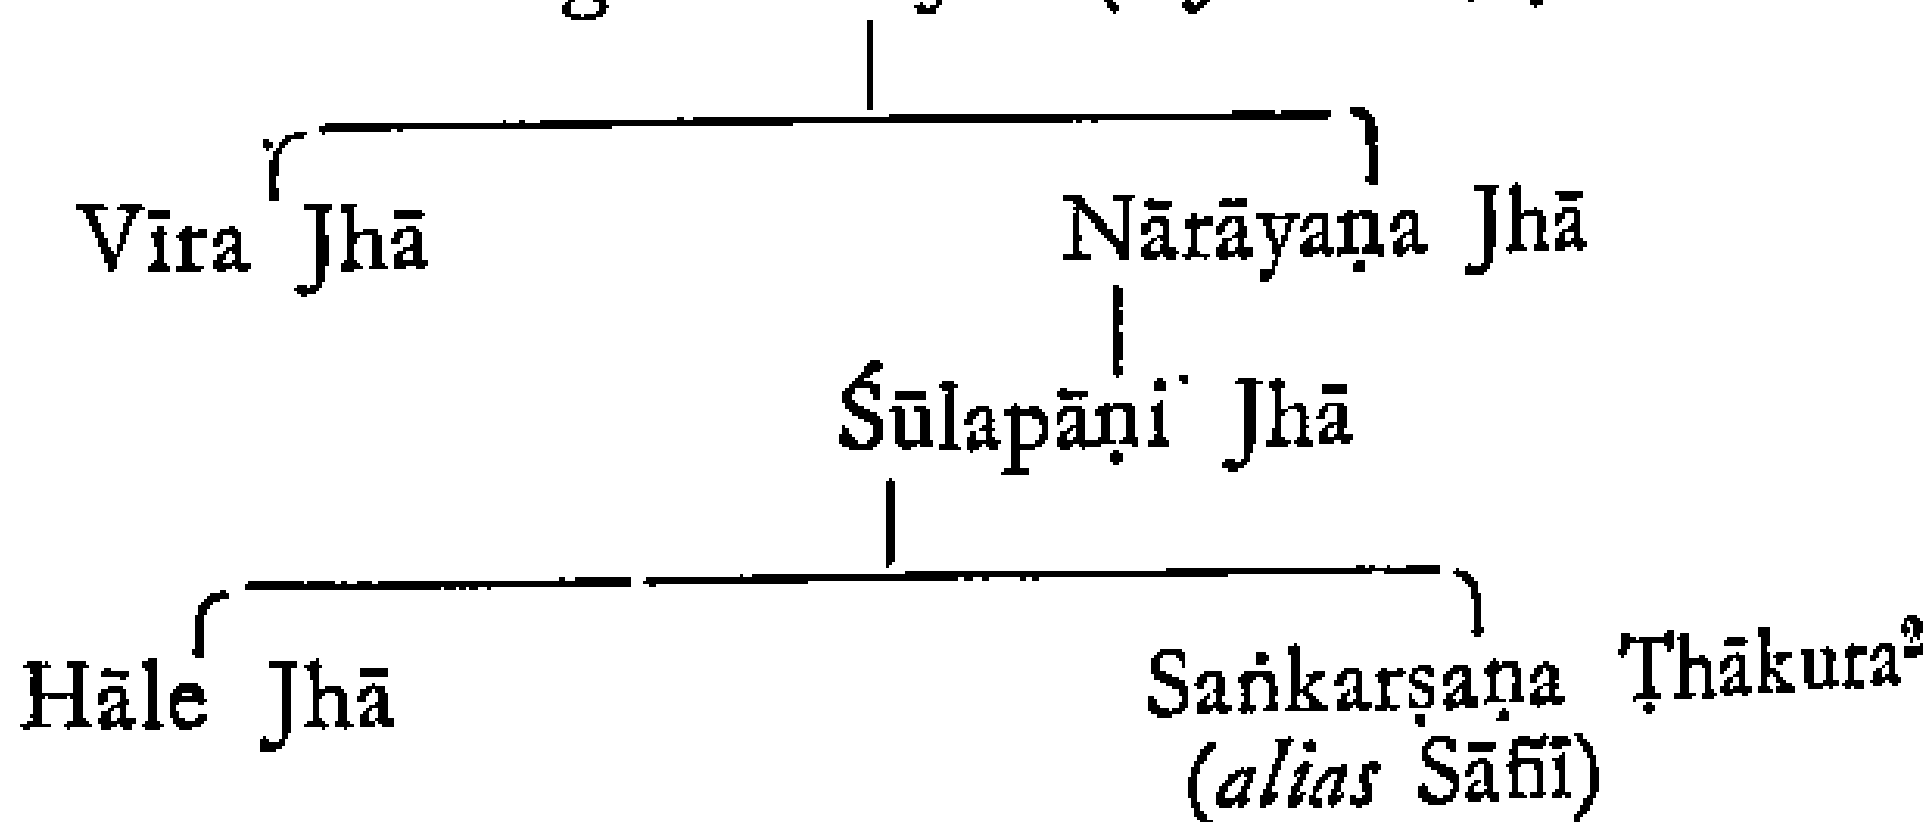 Vīra Jhā Nārāyaṇa Jhā
Śūlapāṇi Jhā
Hāle Jhā Saṅkarṣaṇa Ṭhākura²
(alias Sāñī)